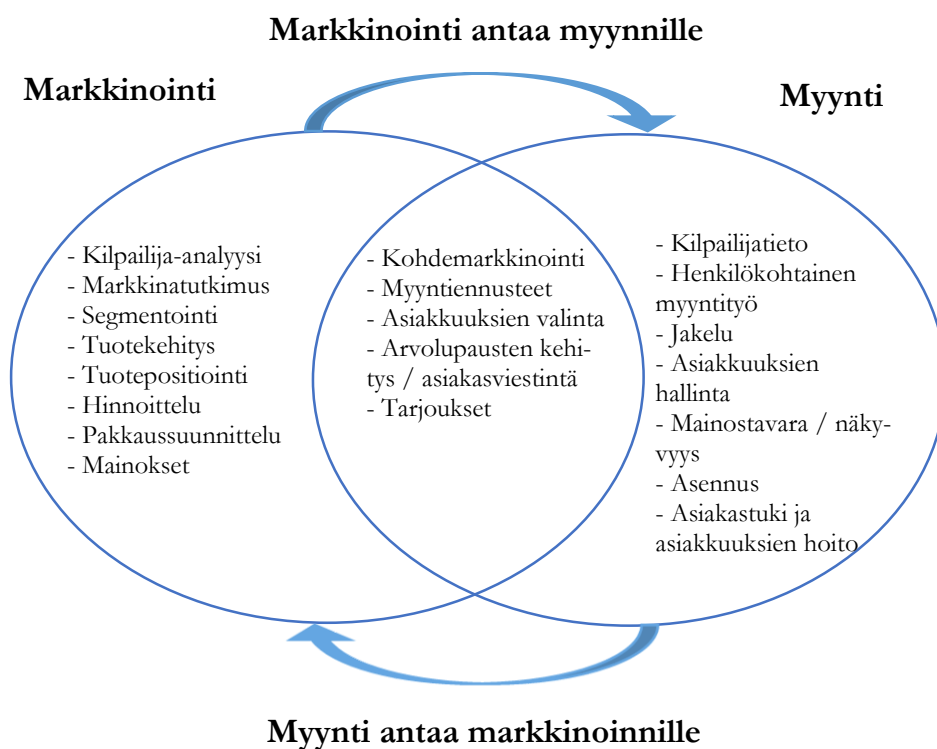 Markkinointi antaa myynnille
Markkinointi
Myynti
- Kilpailija-analyysi
- Markkinatutkimus
- Segmentointi
- Tuotekehitys
- Tuotepositiointi
- Hinnoittelu
- Pakkaussuunnittelu
- Mainokset
- Kohdemarkkinointi
- Myyntiennusteet
- Asiakkuuksien valinta
- Arvolupausten kehi-
tys / asiakasviestintä
- Tarjoukset
- Kilpailijatieto
- Henkilökohtainen
myyntityö
- Jakelu
- Asiakkuuksien
hallinta
- Mainostavara / näky-
vyys
- Asennus
- Asiakastuki ja
asiakkuuksien hoito
Myynti antaa markkinoinnille